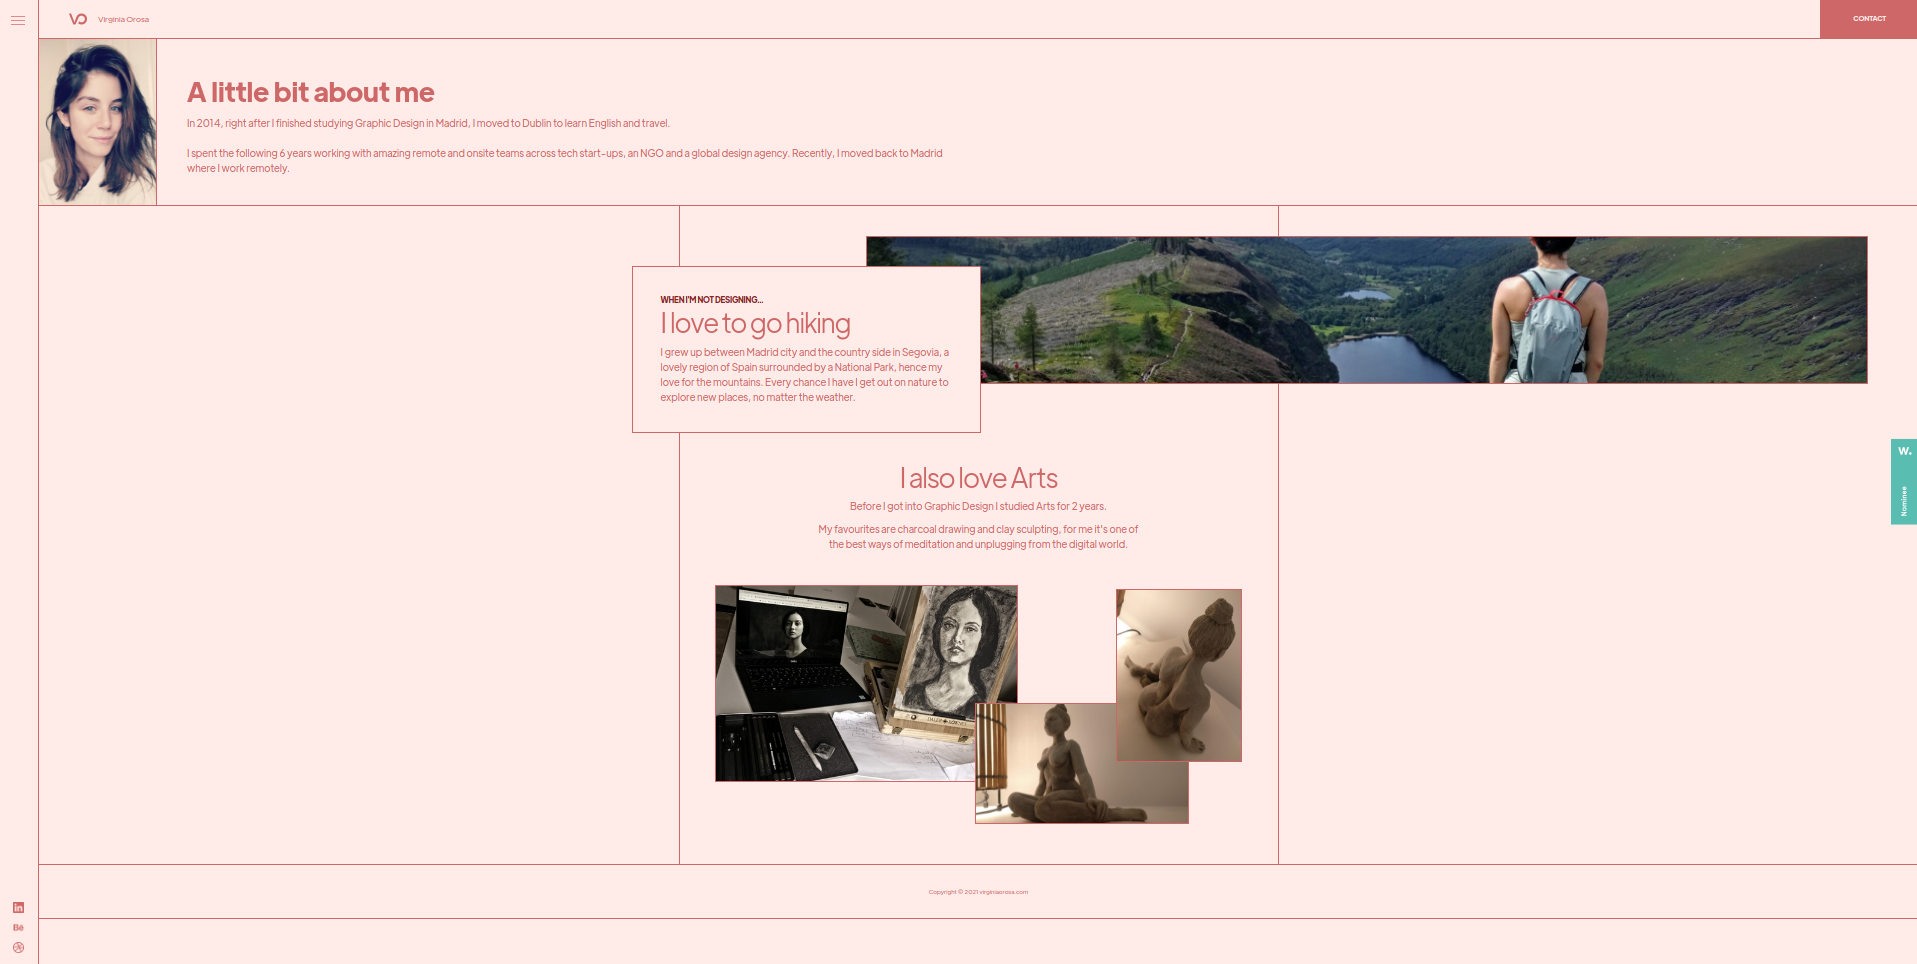 VO Virginia Orosa
CONTACT
A little bit about me
In 2014, right after I finished studying Graphic Design in Madrid, I moved to Dublin to learn English and travel.
I spent the following 6 years working with amazing remote and onsite teams across tech start-ups, an NGO and a global design agency. Recently, I moved back to Madrid
where I work remotely.
WHEN I'M NOT DESIGNING...
I love to go hiking
I grew up between Madrid city and the country side in Segovia, a
lovely region of Spain surrounded by a National Park, hence my
love for the mountains. Every chance I have I get out on nature to
explore new places, no matter the weather.
W.
Nominee
I also love Arts
Before I got into Graphic Design I studied Arts for 2 years.
My favourites are charcoal drawing and clay sculpting, for me it's one of
the best ways of meditation and unplugging from the digital world.
Copyright © 2021 virginiaorosa.com
in
Bē